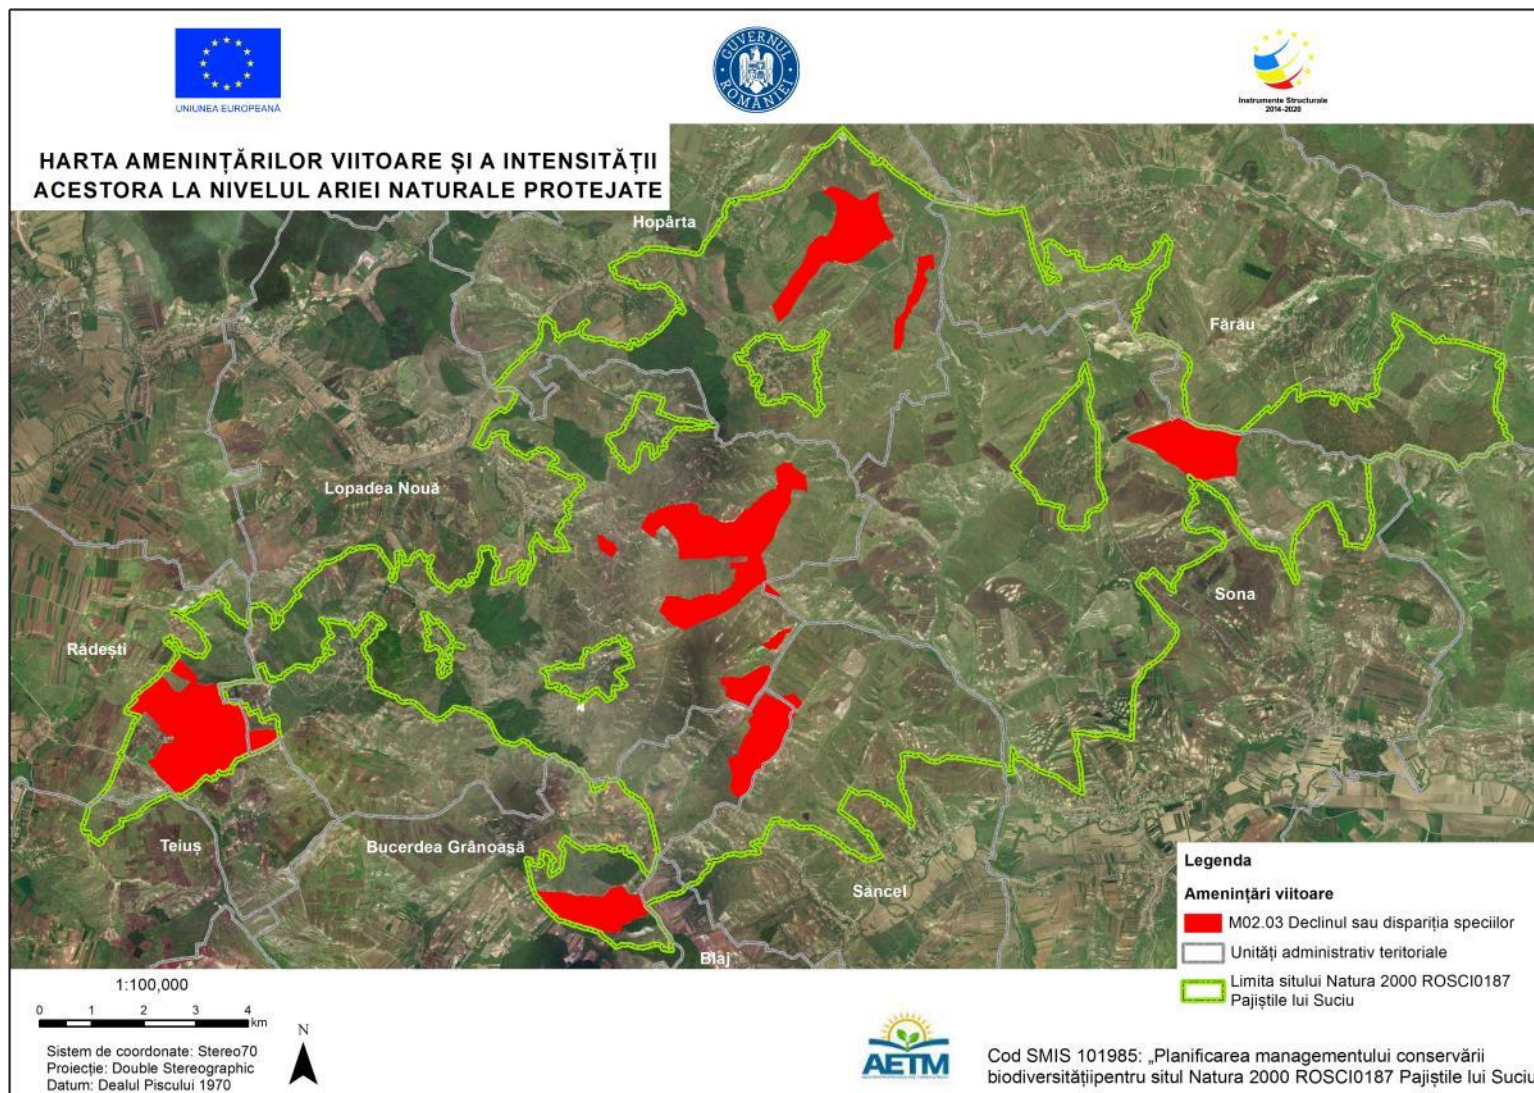 UNIUNEA EUROPEANĂ
GUVERNUL ROMÂNIEI
Instrumente Structurale
2014-2020
HARTA AMENINȚĂRILOR VIITOARE ȘI A INTENSITĂȚII
ACESTORA LA NIVELUL ARIEI NATURALE PROTEJATE
Hopârta
Fărău
Lopadea Nouă
Sona
Rădești
Teiuș
Bucerdea Grânoașă
Sâncel
Blaj
Legenda
Amenințări viitoare
M02.03 Declinul sau dispariția speciilor
Unități administrativ teritoriale
Limita sitului Natura 2000 ROSCI0187
Pajiștile lui Suciu
1:100,000
0 1 2 3 4
km
N
Sistem de coordonate: Stereo70
Proiecție: Double Stereographic
Datum: Dealul Piscului 1970
AETM
Cod SMIS 101985: „Planificarea managementului conservării
biodiversitățiipentru situl Natura 2000 ROSCI0187 Pajiștile lui Suciu